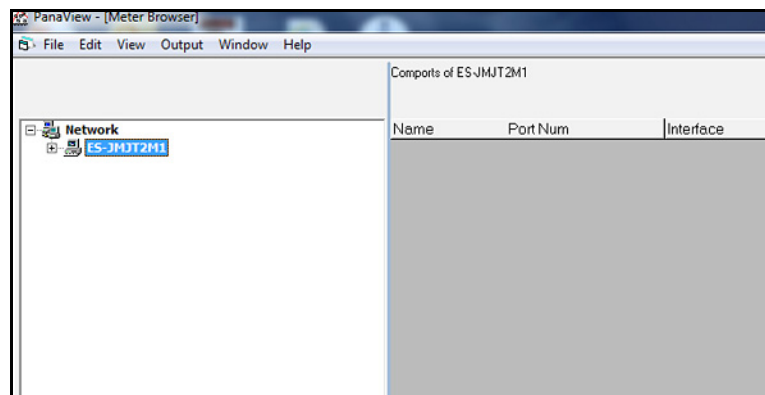 PanaView - [Meter Browser]
File Edit View Output Window Help
Comports of ES-JMJT2M1
Network
ES-JMJT2M1
Name Port Num Interface